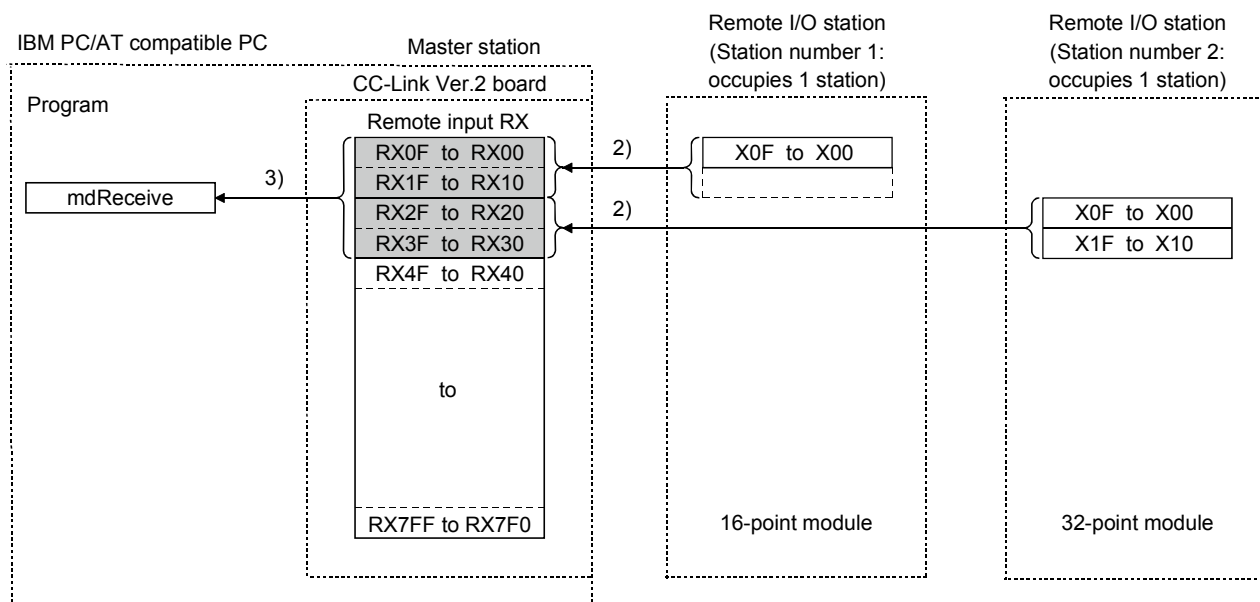 IBM PC/AT compatible PC
Program
mdReceive
3)
Master station
CC-Link Ver.2 board
Remote input RX
RX0F to RX00
RX1F to RX10
RX2F to RX20
RX3F to RX30
RX4F to RX40
to
RX7FF to RX7F0
2)
2)
Remote I/O station
(Station number 1:
occupies 1 station)
X0F to X00
16-point module
Remote I/O station
(Station number 2:
occupies 1 station)
X0F to X00
X1F to X10
32-point module